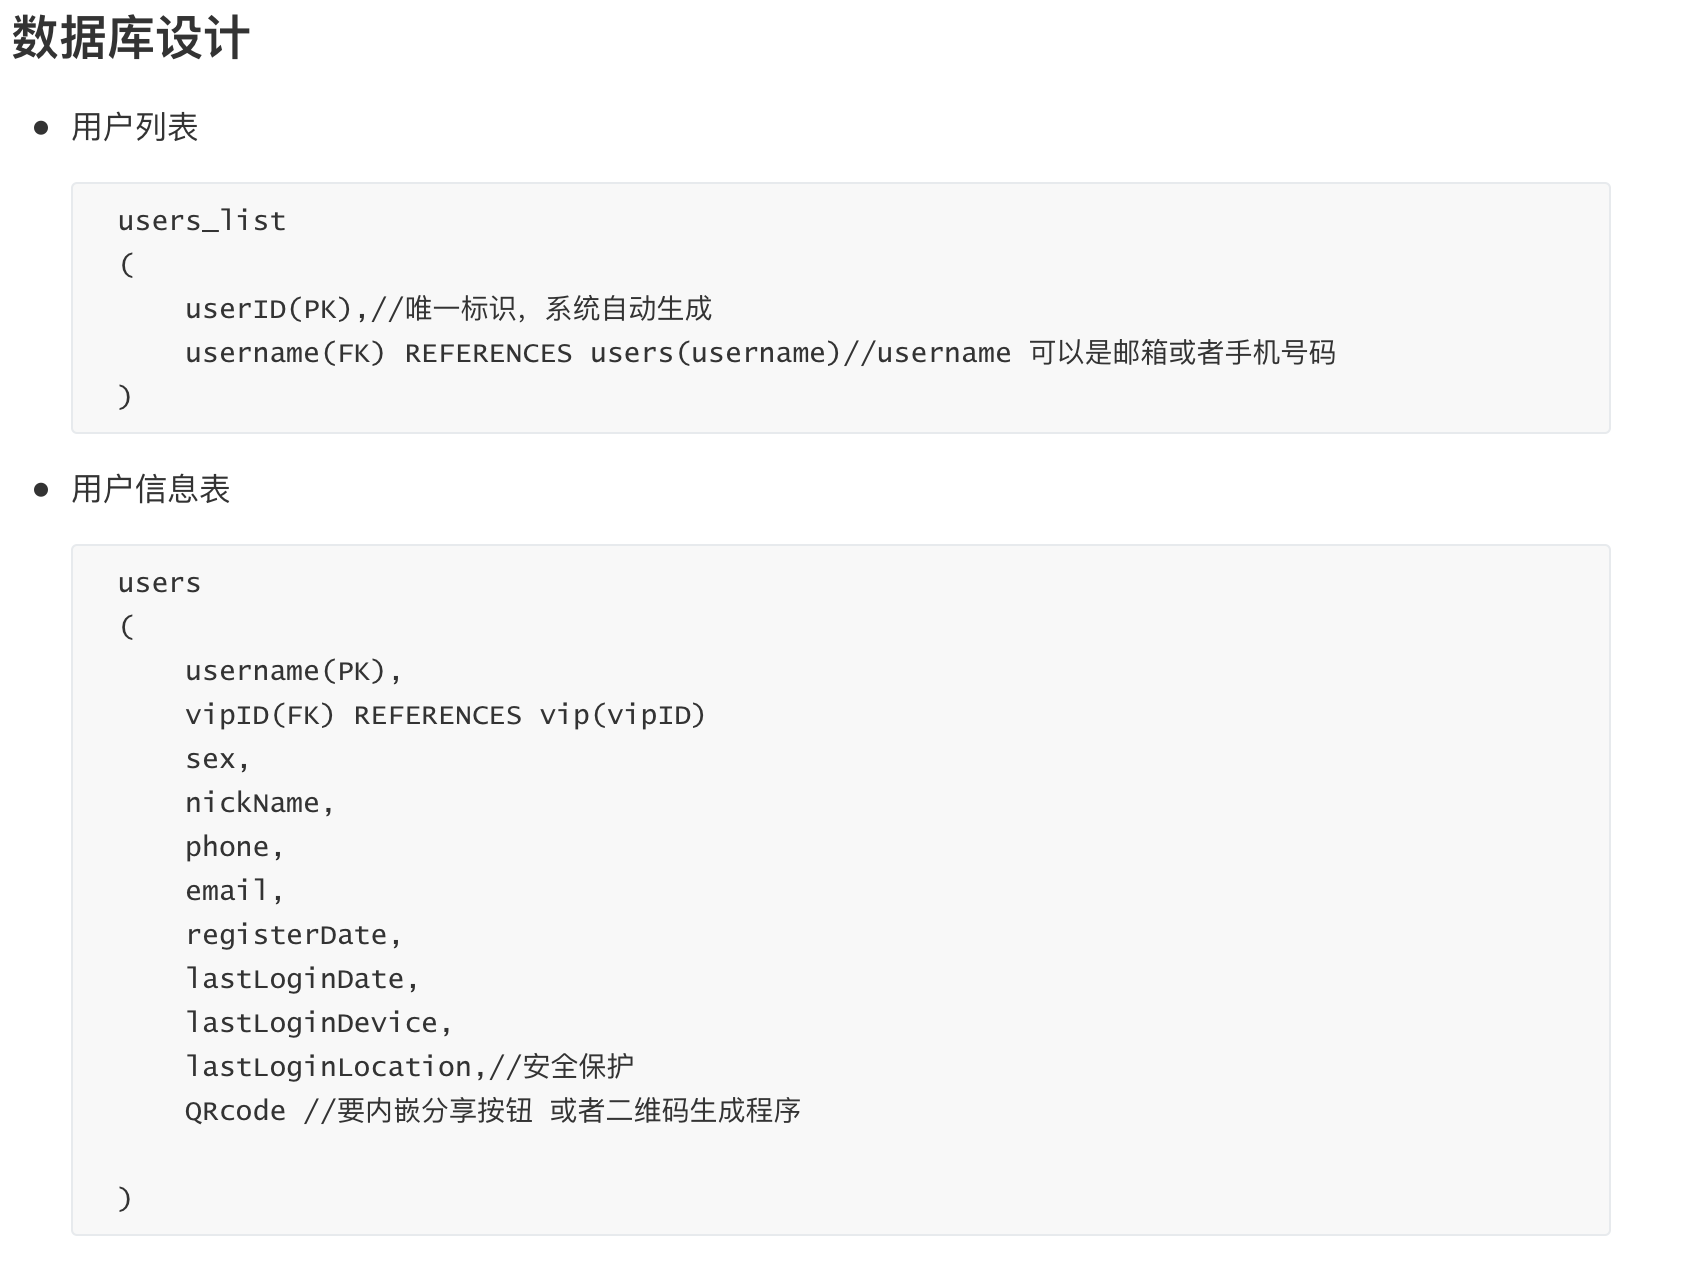 数据库设计
用户列表
users_list
(
userID(PK),//唯一标识，系统自动生成
username(FK) REFERENCES users(username)//username 可以是邮箱或者手机号码
)
用户信息表
users
(
username(PK),
vipID(FK) REFERENCES vip(vipID)
sex,
nickName,
phone,
email,
registerDate,
lastLoginDate,
lastLoginDevice,
lastLoginLocation,//安全保护
QRcode //要内嵌分享按钮 或者二维码生成程序
)